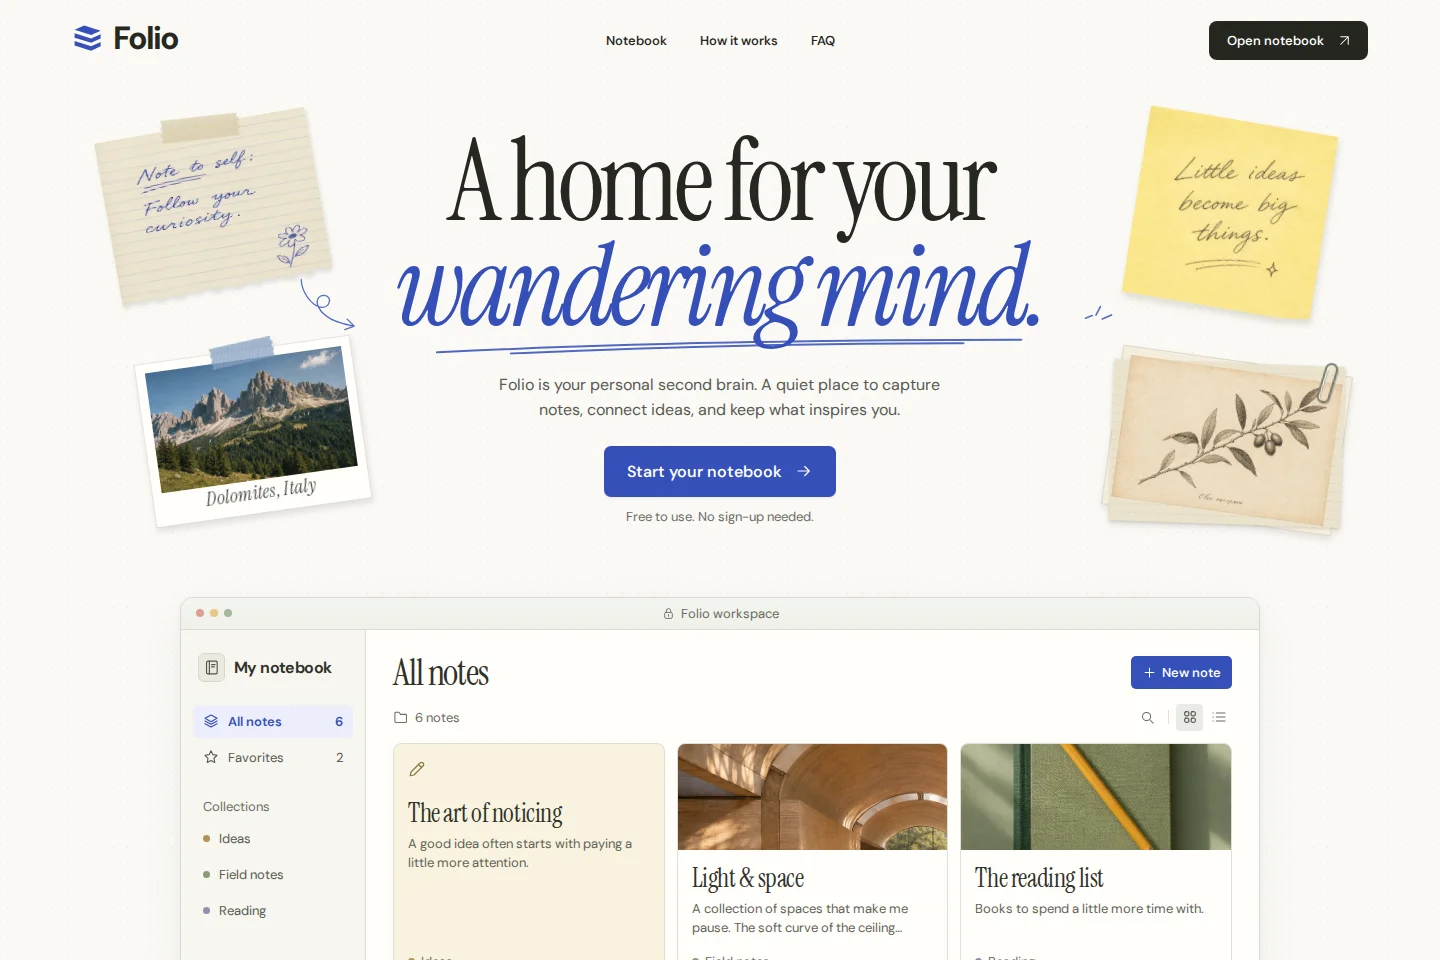 Folio
Notebook
How it works
FAQ
Open notebook
Note to self:
Follow your
curiosity.
A home for your
wandering mind.
Little ideas
become big
things.
Folio is your personal second brain. A quiet place to capture
notes, connect ideas, and keep what inspires you.
Dolomites, Italy
Start your notebook
Free to use. No sign-up needed.
Folio workspace
My notebook
All notes 6
Favorites 2
Collections
Ideas
Field notes
Reading
All notes
New note
6 notes
The art of noticing
A good idea often starts with paying a
little more attention.
Light & space
A collection of spaces that make me
pause. The soft curve of the ceiling...
The reading list
Books to spend a little more time with.
Ideas
Field notes
Reading